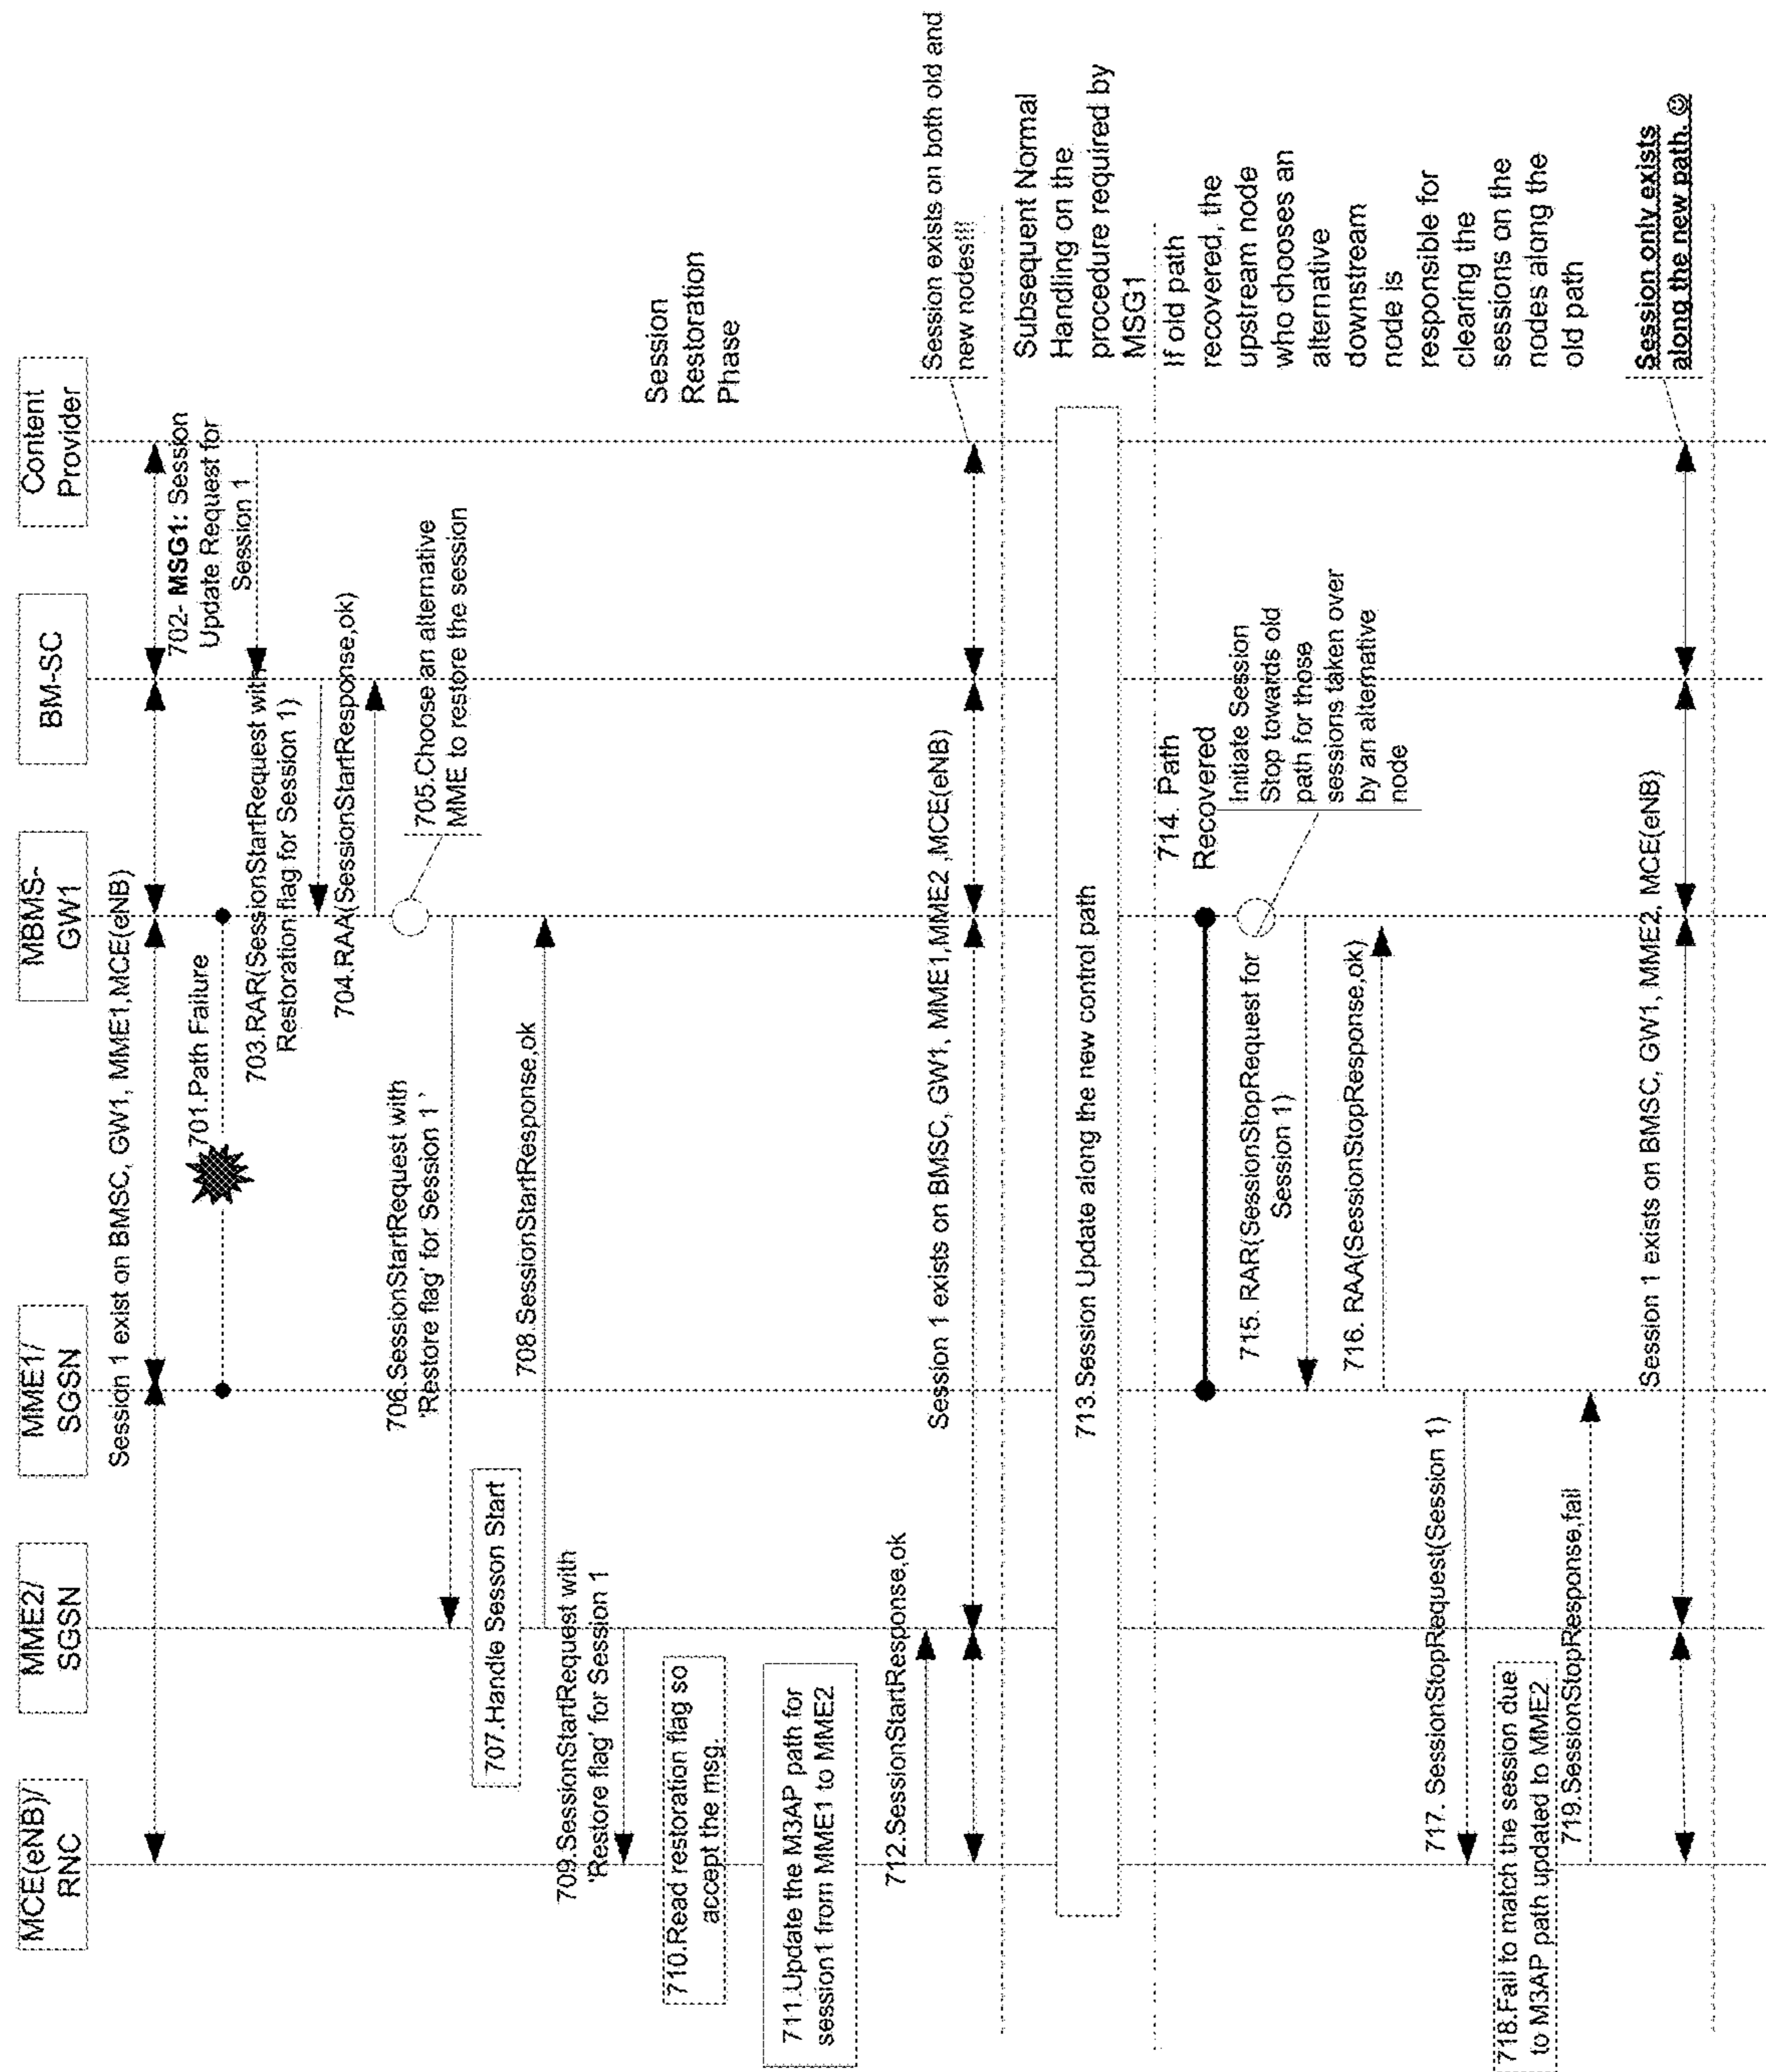 MCE(eNB)/
RNC
MME2/
SGSN
MME1/
SGSN
MBMS-
GW1
BM-SC
Content
Provider
Session 1 exist on BMSC, GW1, MME1,MCE(eNB)
701.Path Failure
702- MSG1: Session
Update Request for
Session 1
703.RAR(SessionStartRequest with
Restoration flag for Session 1)
704.RAA(SessionStartResponse,ok)
705.Choose an alternative
MME to restore the session
706.SessionStartRequest with
'Restore flag' for Session 1 '
707.Handle Sesson Start
708.SessionStartResponse,ok
709.SessionStartRequest with
'Restore flag' for Session 1
710.Read restoration flag so
accept the msg.
711.Update the M3AP path for
session1 from MME1 to MME2
712.SessionStartResponse,ok
Session
Restoration
Phase
Session 1 exists on BMSC, GW1, MME1,MME2 ,MCE(eNB)
Session exists on both old and
new nodes!!!
Subsequent Normal
Handling on the
procedure required by
MSG1
713.Session Update along the new control path
714. Path
Recovered
If old path
recovered, the
upstream node
who chooses an
alternative
downstream
node is
responsible for
clearing the
sessions on the
nodes along the
old path
Initiate Session
Stop towards old
path for those
sessions taken over
by an alternative
node
715. RAR(SessionStopRequest for
Session 1)
716. RAA(SessionStopResponse,ok)
717. SessionStopRequest(Session 1)
718.Fail to match the session due
to M3AP path updated to MME2
719.SessionStopResponse,fail
Session 1 exists on BMSC, GW1, MME2, MCE(eNB)
Session only exists
along the new path. ☺